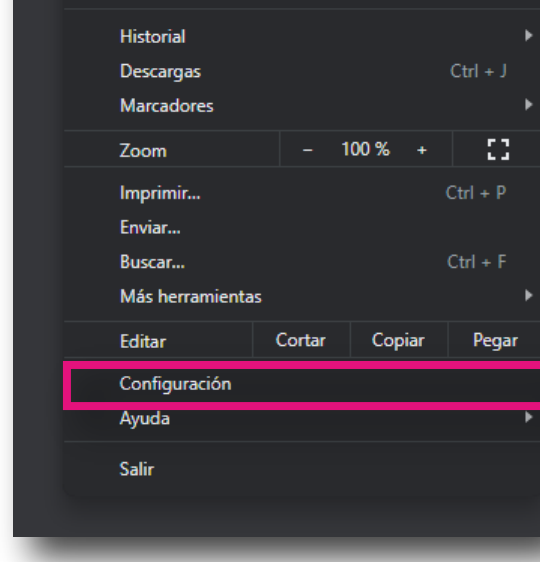 Historial
Descargas Ctrl + J
Marcadores
Zoom - 100 % +
Imprimir... Ctrl + P
Enviar...
Buscar... Ctrl + F
Más herramientas
Editar Cortar Copiar Pegar
Configuración
Ayuda
Salir